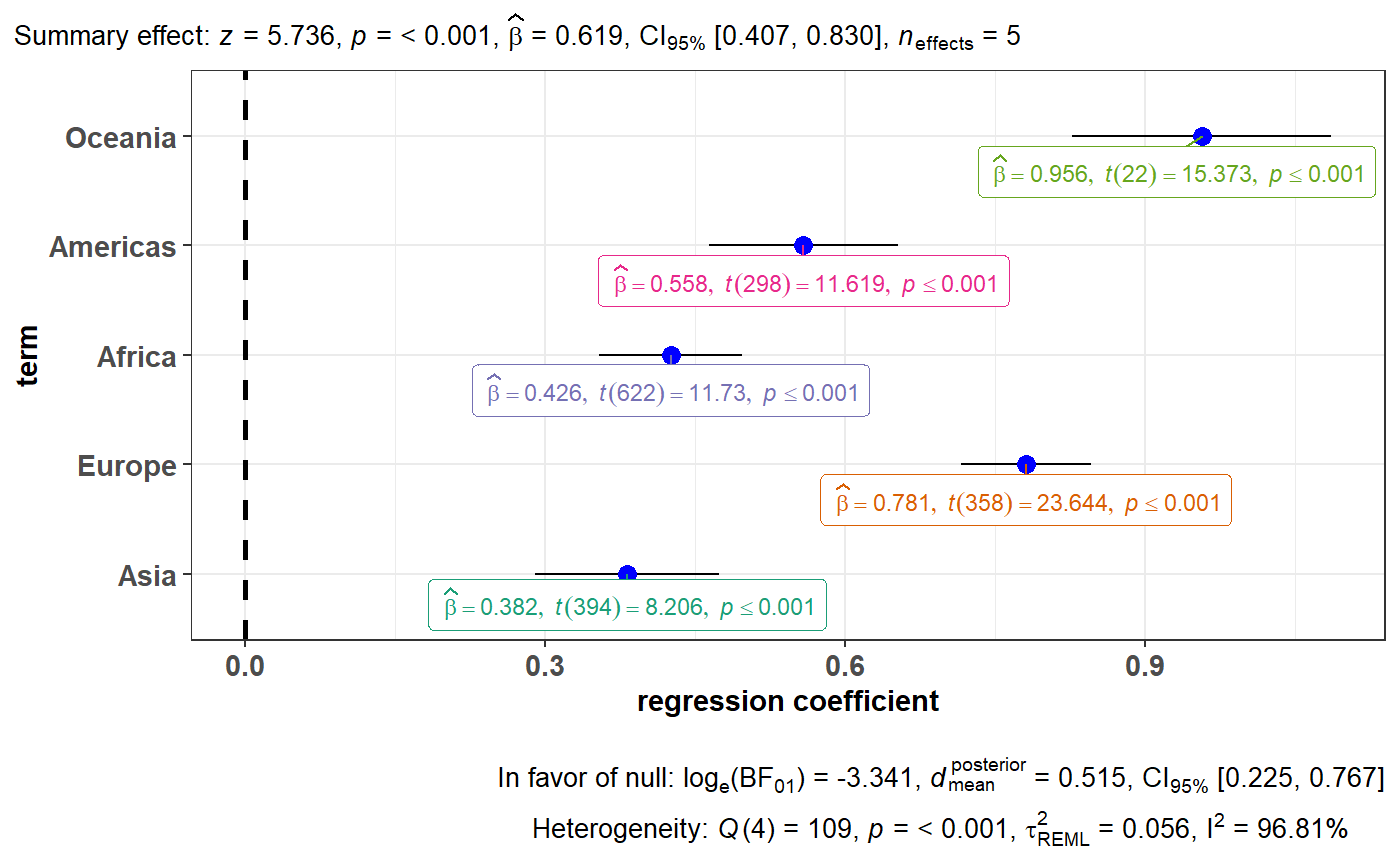 Summary effect: z = 5.736, p = < 0.001, β̂ = 0.619, CI₉₅% [0.407, 0.830], n_effects = 5
term
Oceania
β̂ = 0.956, t(22) = 15.373, p ≤ 0.001
Americas
β̂ = 0.558, t(298) = 11.619, p ≤ 0.001
Africa
β̂ = 0.426, t(622) = 11.73, p ≤ 0.001
Europe
β̂ = 0.781, t(358) = 23.644, p ≤ 0.001
Asia
β̂ = 0.382, t(394) = 8.206, p ≤ 0.001
0.0 0.3 0.6 0.9
regression coefficient
In favor of null: logₑ(BF₀₁) = -3.341, d_mean^posterior = 0.515, CI₉₅% [0.225, 0.767]
Heterogeneity: Q(4) = 109, p = < 0.001, τ²_REML = 0.056, I² = 96.81%